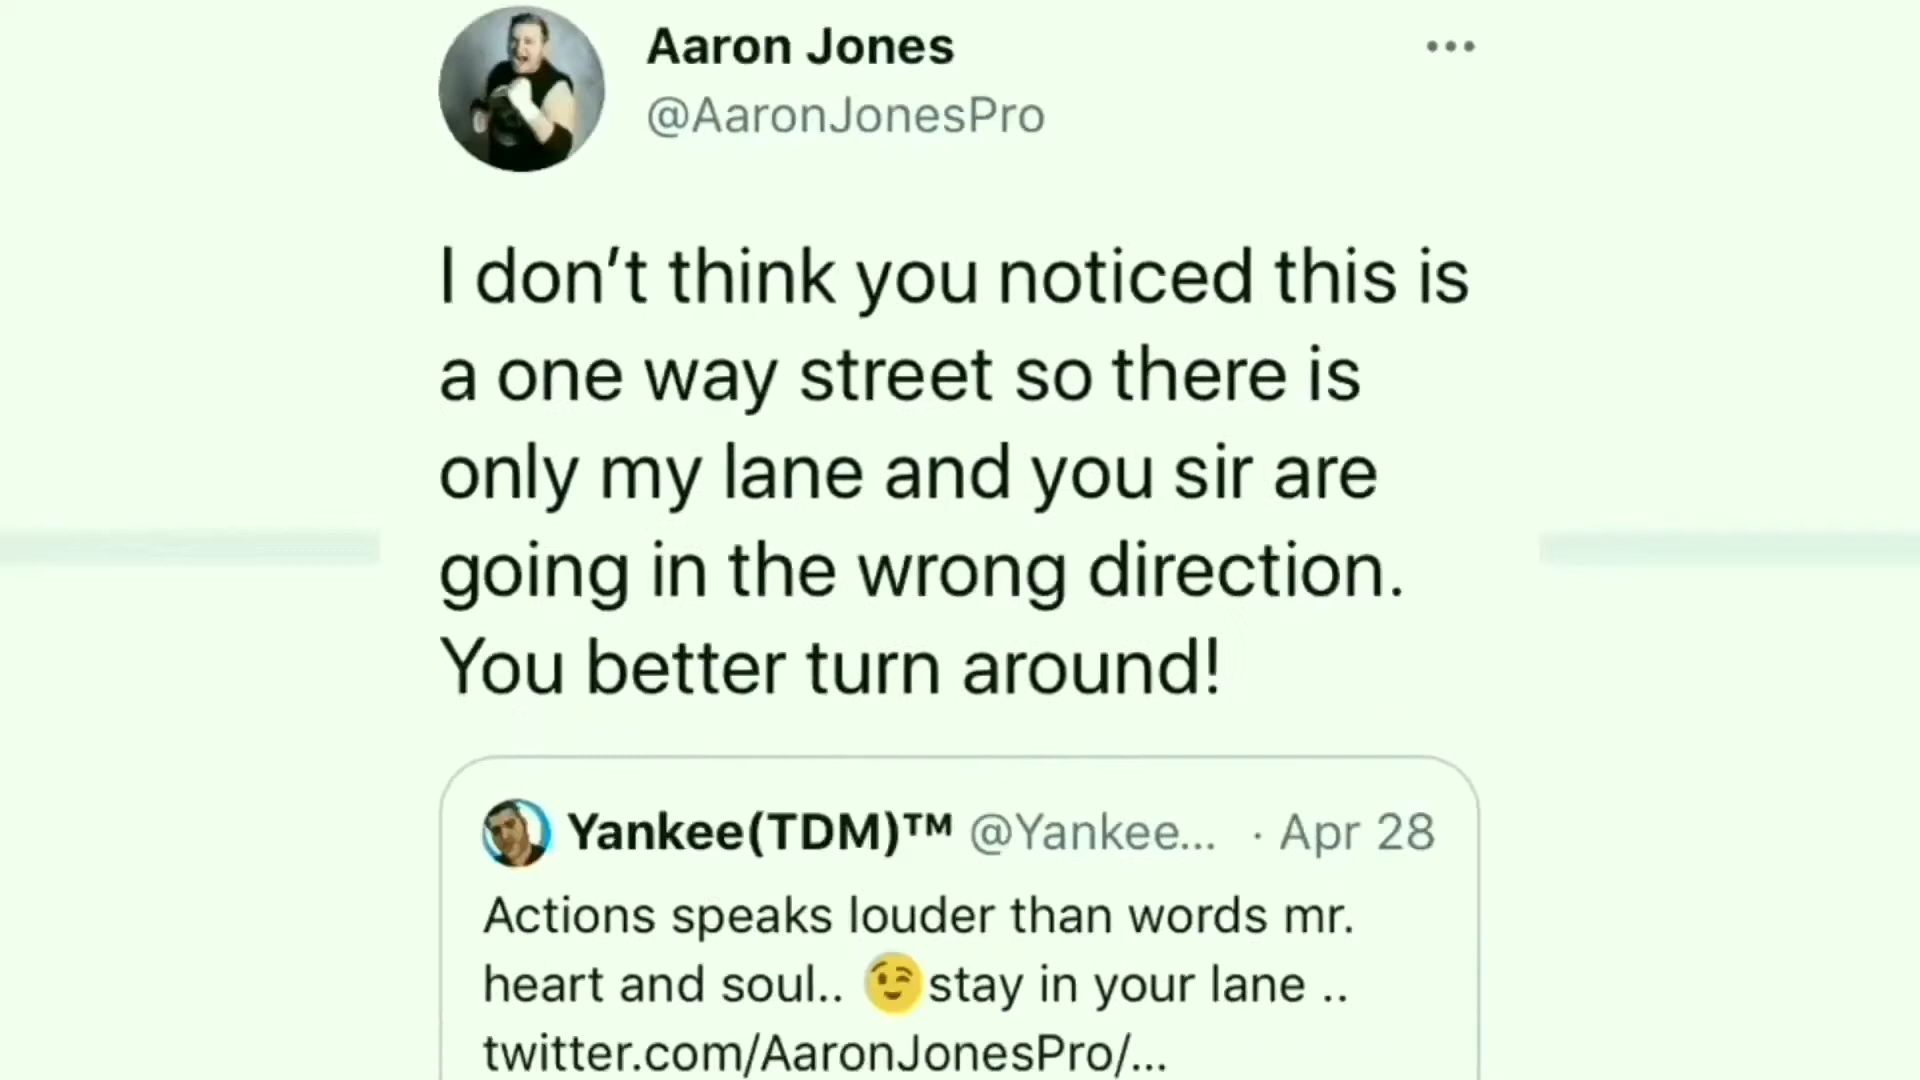 Aaron Jones
@AaronJonesPro
I don’t think you noticed this is
a one way street so there is
only my lane and you sir are
going in the wrong direction.
You better turn around!
Yankee(TDM)™ @Yankee... · Apr 28
Actions speaks louder than words mr.
heart and soul.. 😉stay in your lane ..
twitter.com/AaronJonesPro/...